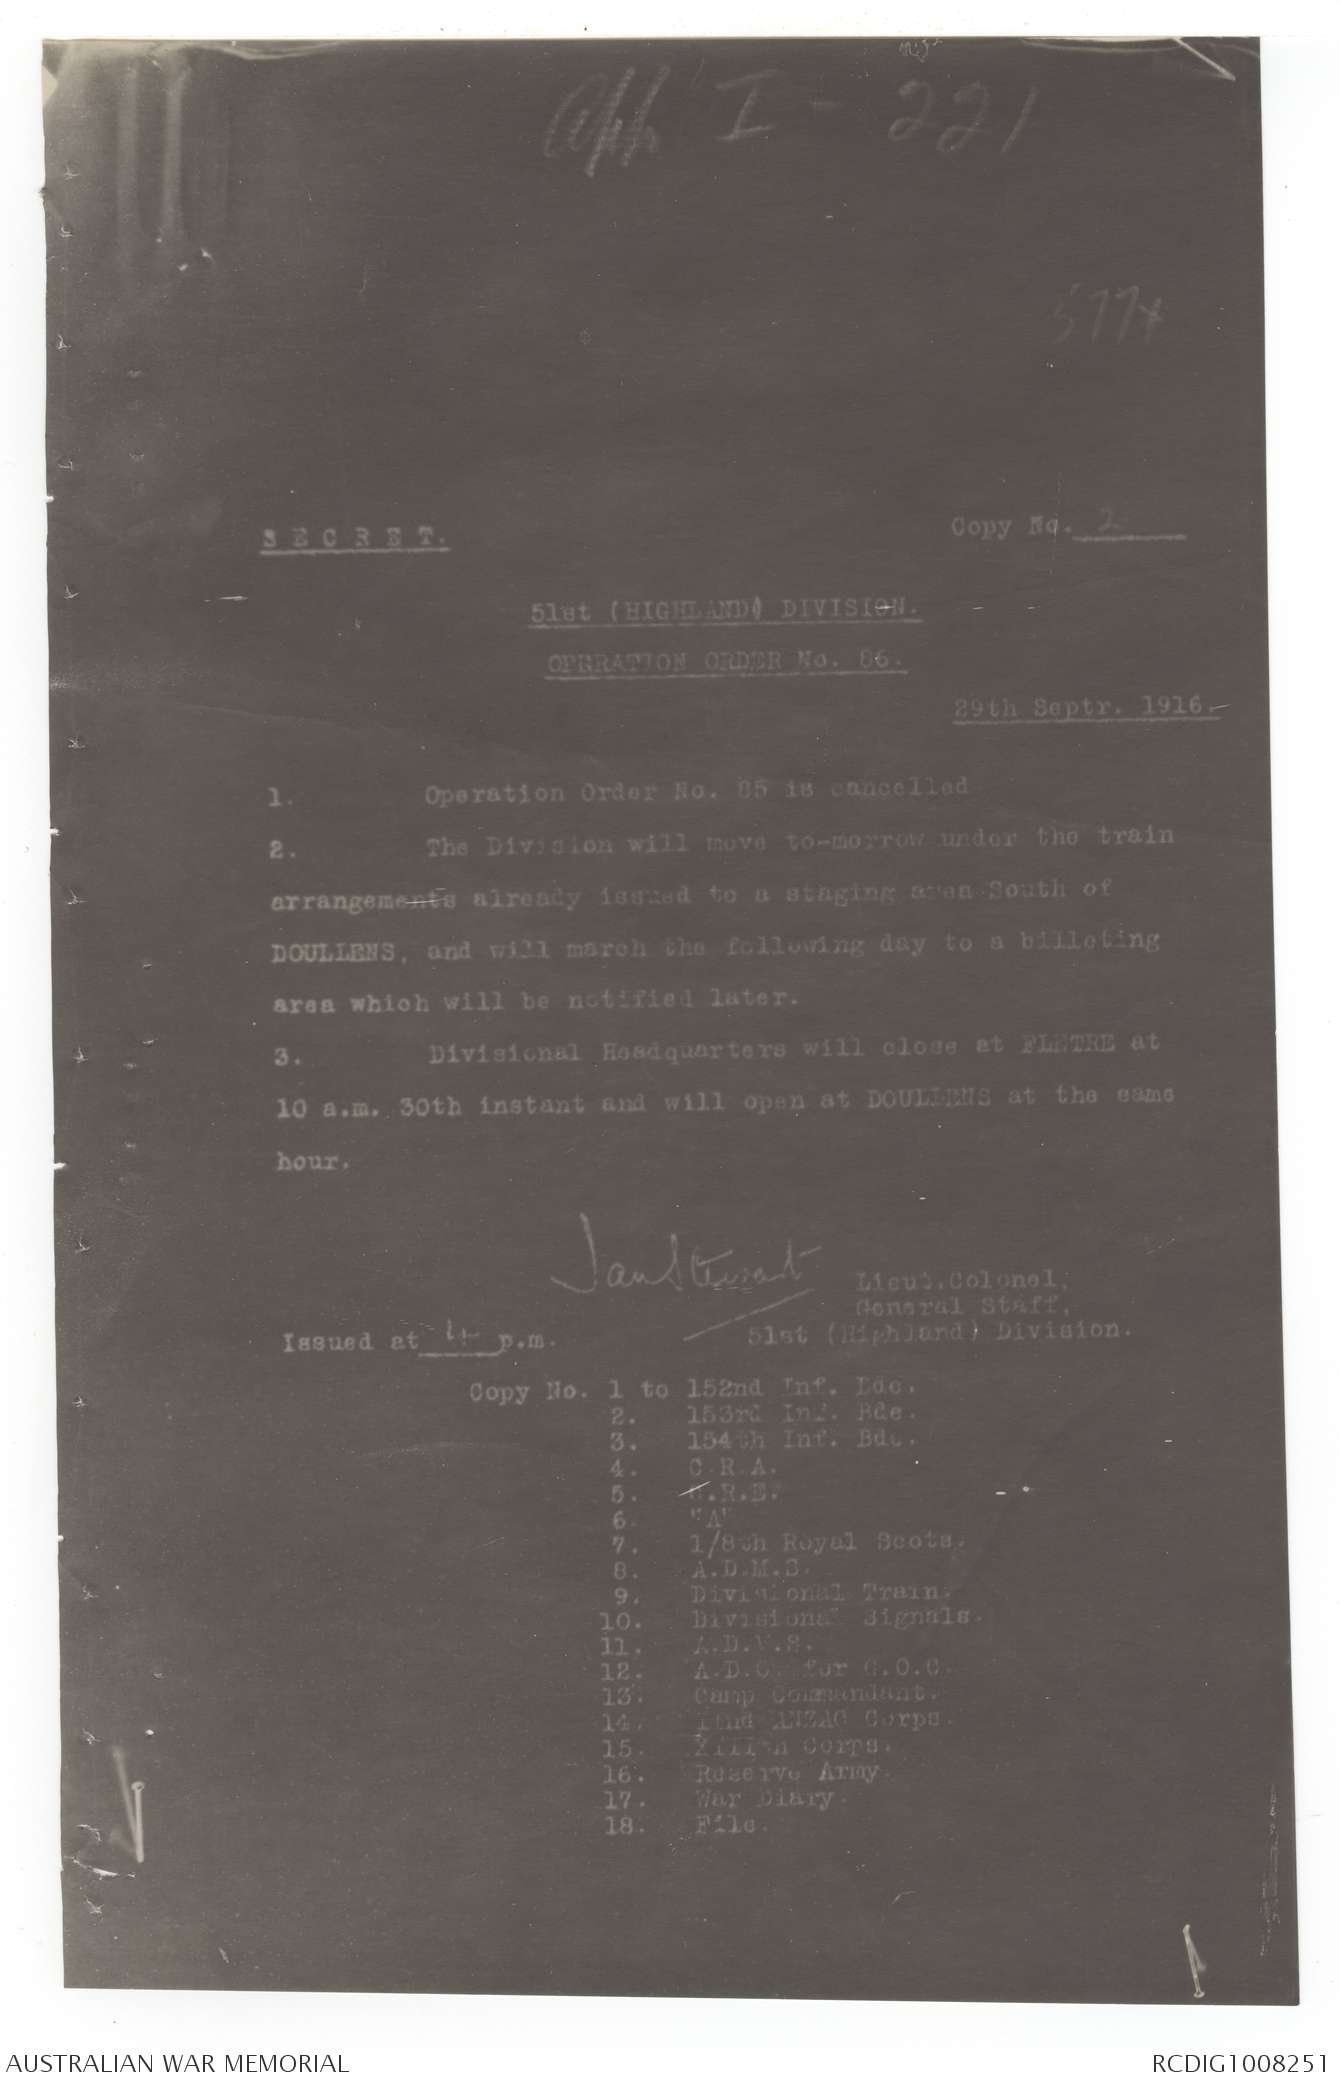 App I - 221
577
S E C R E T.
Copy No. 2
51st (HIGHLAND) DIVISION.
OPERATION ORDER No. 86.
29th Septr. 1916.
1. Operation Order No. 85 is cancelled
2. The Division will move to-morrow under the train
arrangements already issued to a staging area South of
DOULLENS, and will march the following day to a billeting
area which will be notified later.
3. Divisional Headquarters will close at FLETRE at
10 a.m. 30th instant and will open at DOULLENS at the same
hour.
Ian Stewart
Lieut.Colonel,
General Staff,
Issued at 4 p.m. 51st (Highland) Division.
Copy No. 1 to 152nd Inf. Bde.
2. 153rd Inf. Bde.
3. 154th Inf. Bde.
4. C.R.A.
5. C.R.E.
6. "A"
7. 1/8th Royal Scots.
8. A.D.M.S.
9. Divisional Train.
10. Divisional Signals.
11. A.D.V.S.
12. A.D.C. for G.O.C.
13. Camp Commandant.
14. IInd ANZAC Corps.
15. XIIIth Corps.
16. Reserve Army.
17. War Diary.
18. File.
AUSTRALIAN WAR MEMORIAL
RCDIG1008251